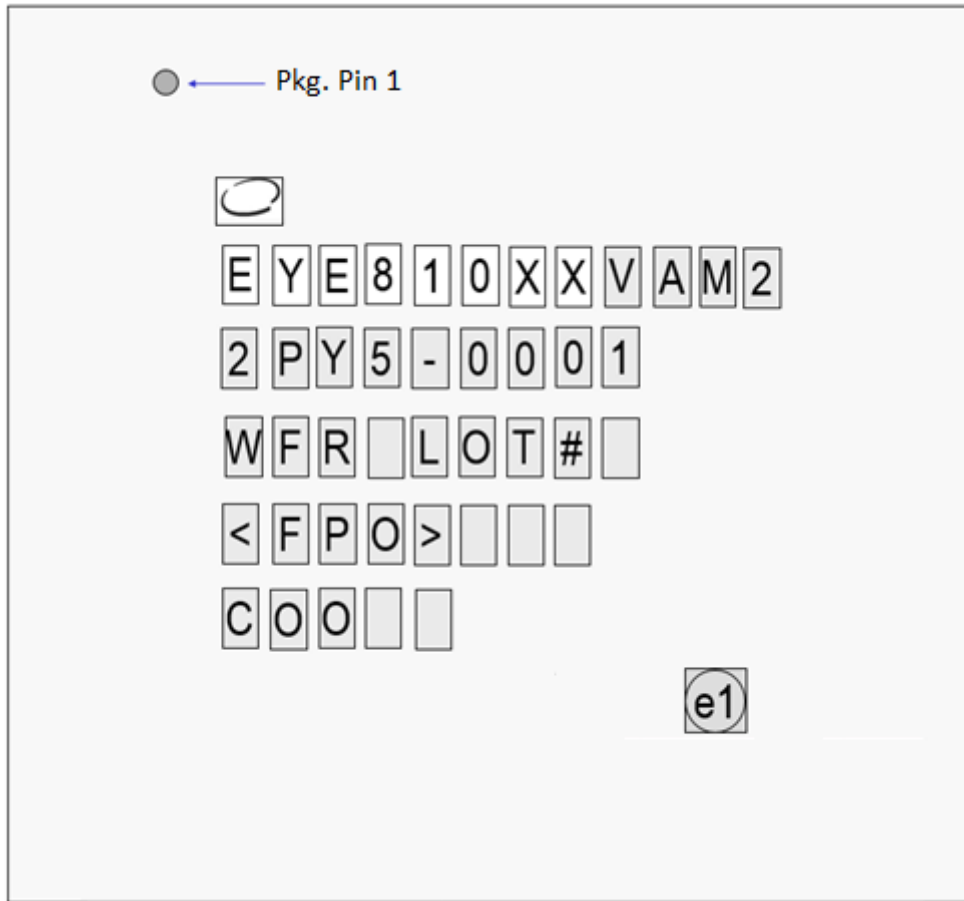 Pkg. Pin 1
EYE810XXVAM2
2PY5-0001
WFR LOT#
<FPO>
COO
e1